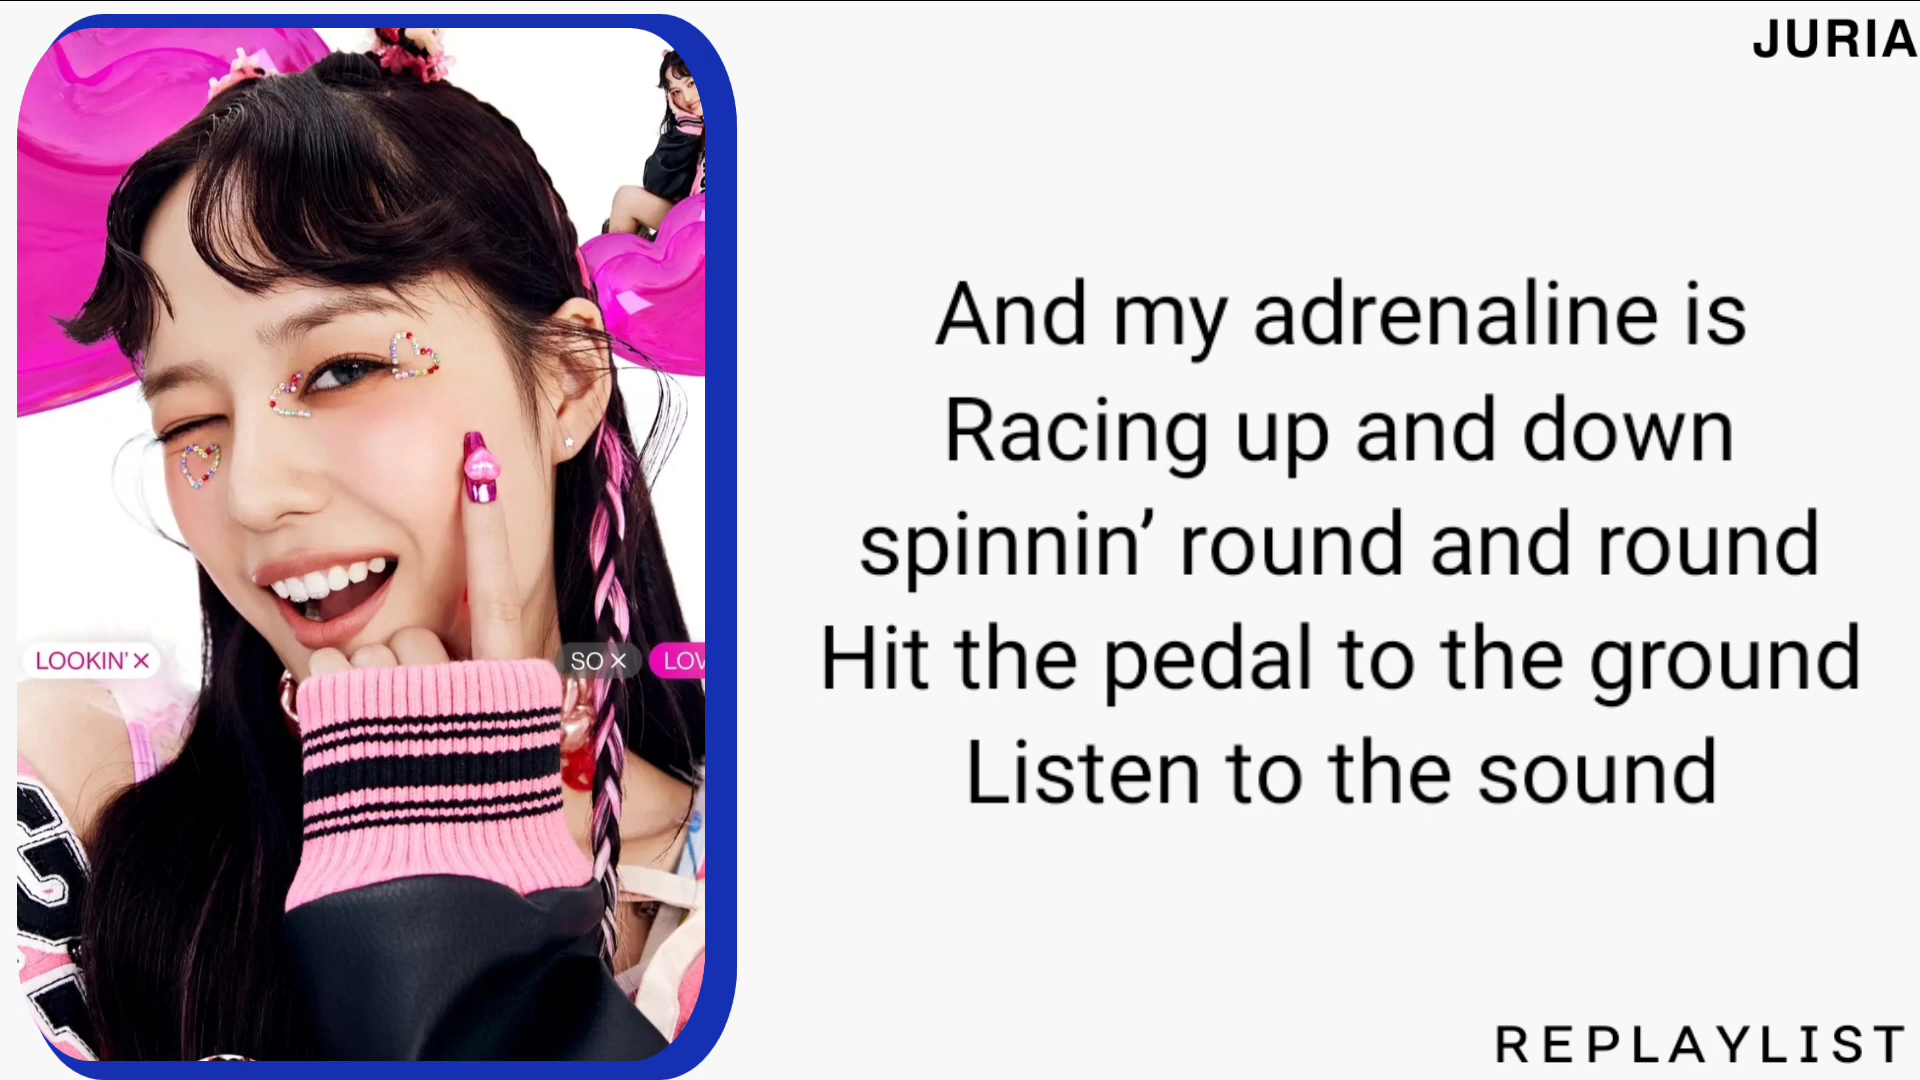 JURIA
LOOKIN' X
SO X
LOV
And my adrenaline is
Racing up and down
spinnin’ round and round
Hit the pedal to the ground
Listen to the sound
REPLAYLIST